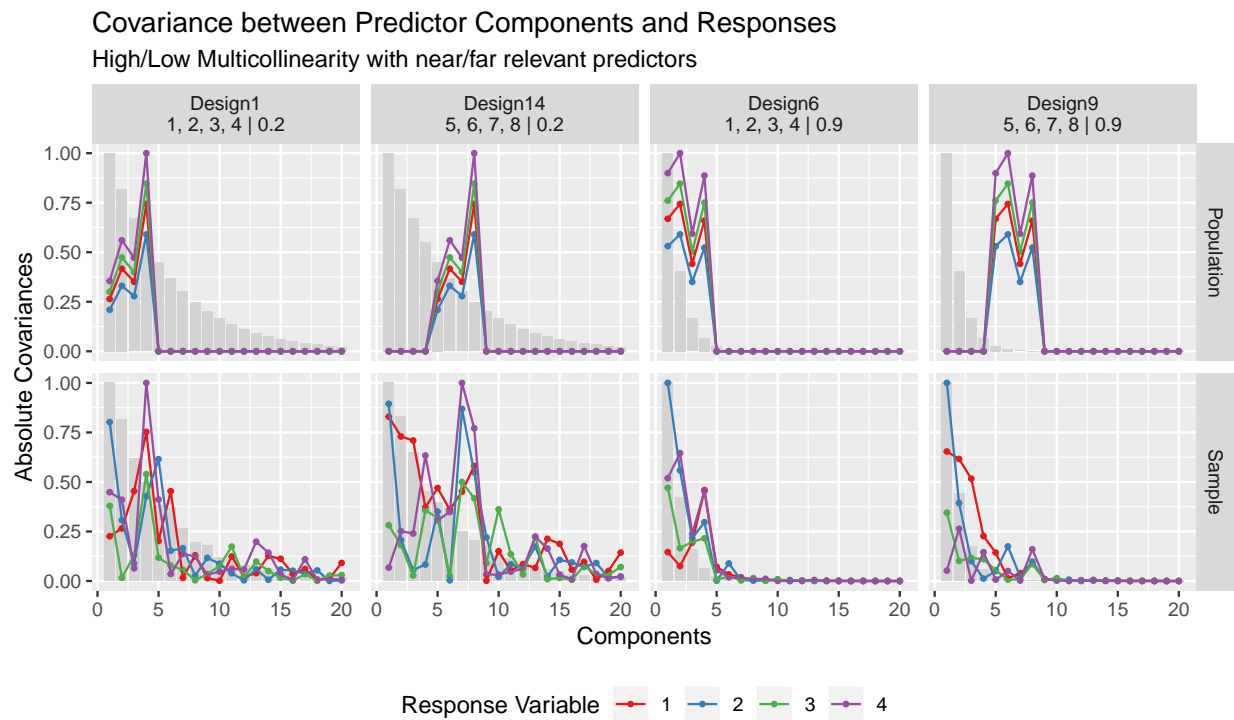 Covariance between Predictor Components and Responses
High/Low Multicollinearity with near/far relevant predictors
Design1
1, 2, 3, 4 | 0.2
Design14
5, 6, 7, 8 | 0.2
Design6
1, 2, 3, 4 | 0.9
Design9
5, 6, 7, 8 | 0.9
Absolute Covariances
1.00
0.75
0.50
0.25
0.00
Population
1.00
0.75
0.50
0.25
0.00
Sample
0 5 10 15 20
0 5 10 15 20
0 5 10 15 20
0 5 10 15 20
Components
Response Variable 1 2 3 4